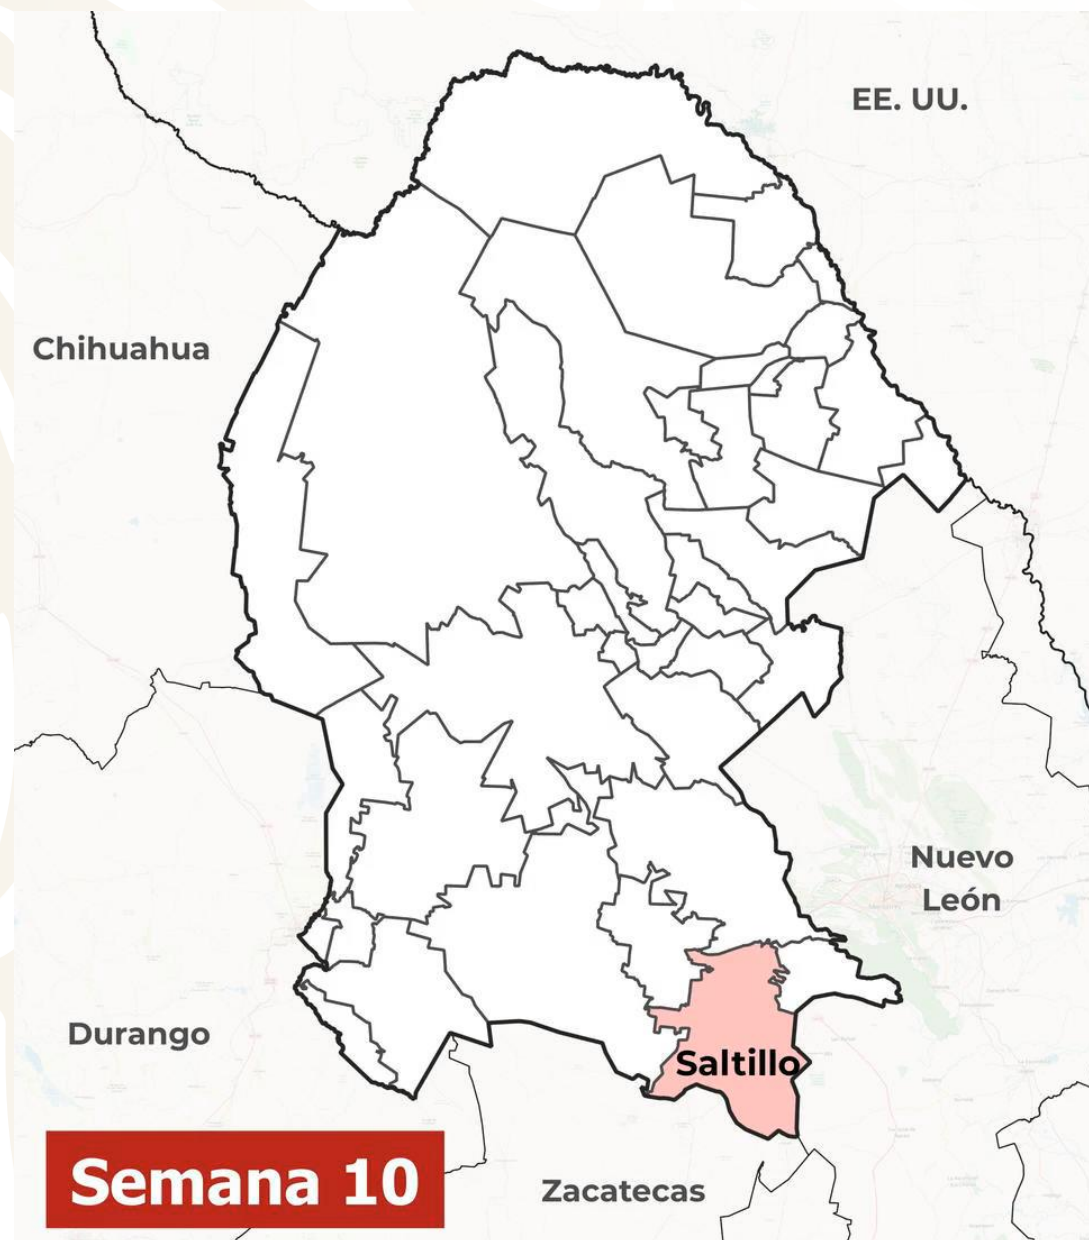 EE. UU.
Chihuahua
Nuevo
León
Durango
Saltillo
Semana 10
Zacatecas